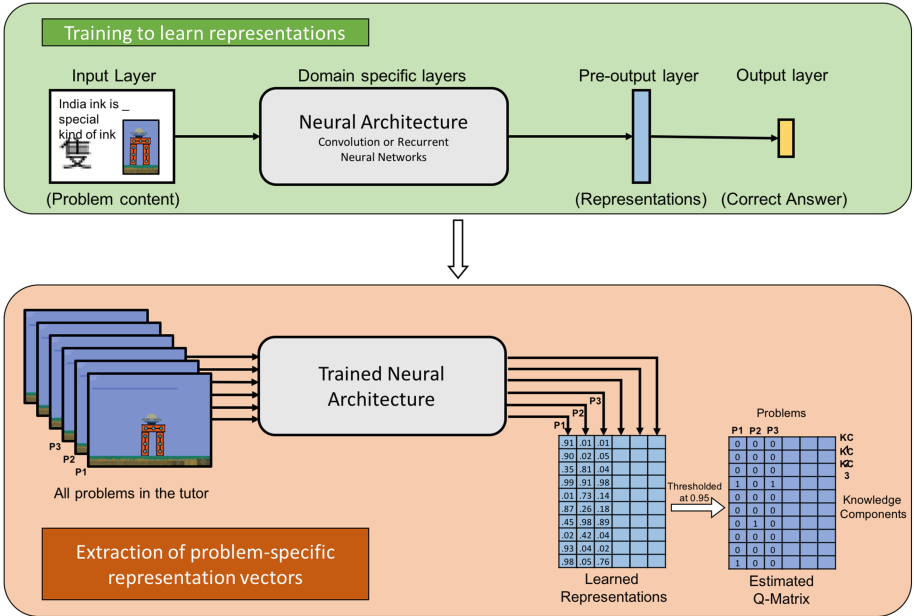 Training to learn representations
Input Layer
Domain specific layers
Pre-output layer
Output layer
India ink is _
special
kind of ink
隻
Neural Architecture
Convolution or Recurrent
Neural Networks
(Problem content)
(Representations)
(Correct Answer)
P3
P2
P1
All problems in the tutor
Trained Neural
Architecture
P3
P2
P1
.91 .01 .01
.90 .02 .05
.35 .81 .04
.99 .91 .98
.01 .73 .14
.87 .26 .18
.45 .98 .89
.02 .42 .04
.93 .04 .02
.98 .05 .76
Learned
Representations
Thresholded
at 0.95
Problems
P1 P2 P3
KC
3
0 0 0
0 0 0
0 0 0
1 0 1
0 0 0
0 0 0
0 1 0
0 0 0
0 0 0
1 0 0
Knowledge
Components
Estimated
Q-Matrix
Extraction of problem-specific
representation vectors